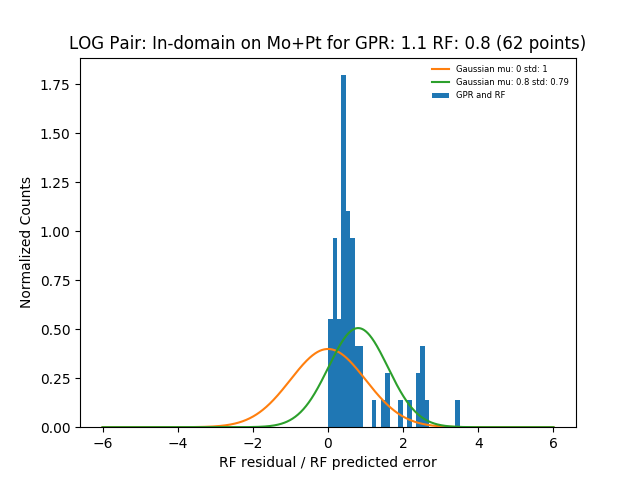 LOG Pair: In-domain on Mo+Pt for GPR: 1.1 RF: 0.8 (62 points)
Gaussian mu: 0 std: 1
Gaussian mu: 0.8 std: 0.79
GPR and RF
Normalized Counts
1.75
1.50
1.25
1.00
0.75
0.50
0.25
0.00
−6 −4 −2 0 2 4 6
RF residual / RF predicted error